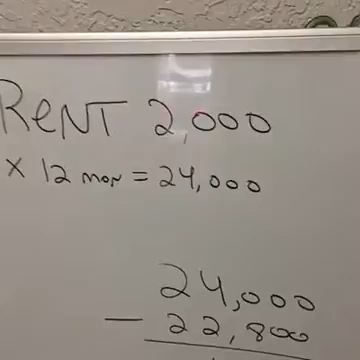 RENT 2,000
× 12 mon = 24,000
24,000
- 22,800